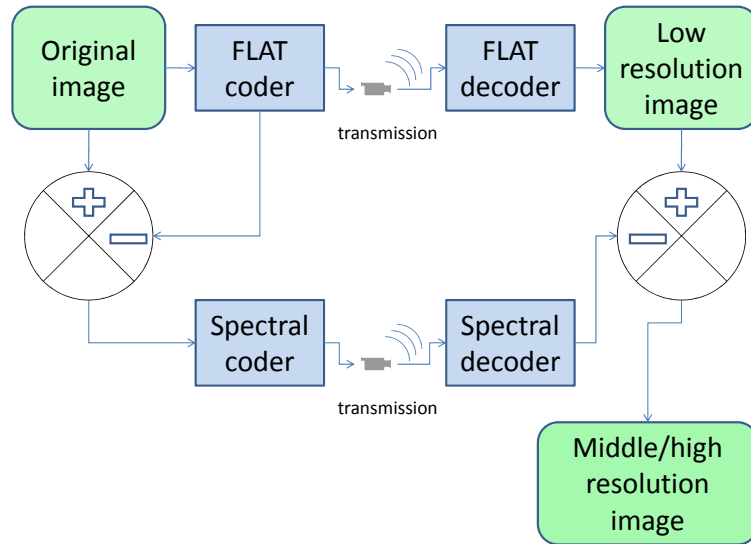 Original
image
FLAT
coder
transmission
FLAT
decoder
Low
resolution
image
Spectral
coder
transmission
Spectral
decoder
Middle/high
resolution
image